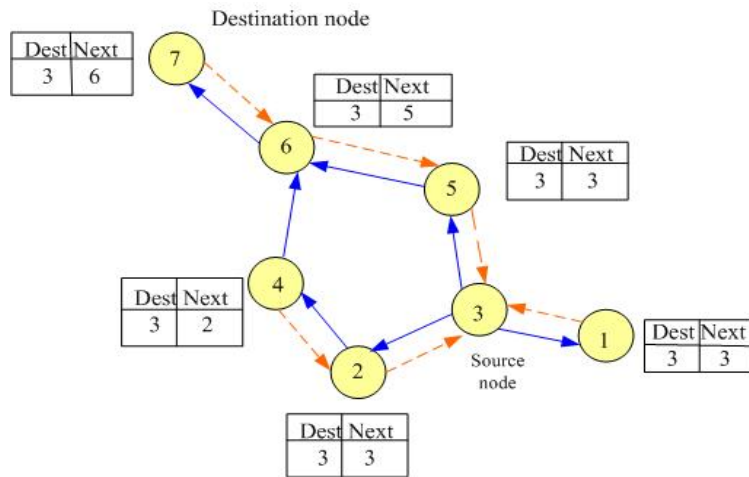 Destination node
Dest Next
3 6
7
Dest Next
3 5
6
5
Dest Next
3 3
4
Dest Next
3 2
3
Source
node
1
Dest Next
3 3
2
Dest Next
3 3